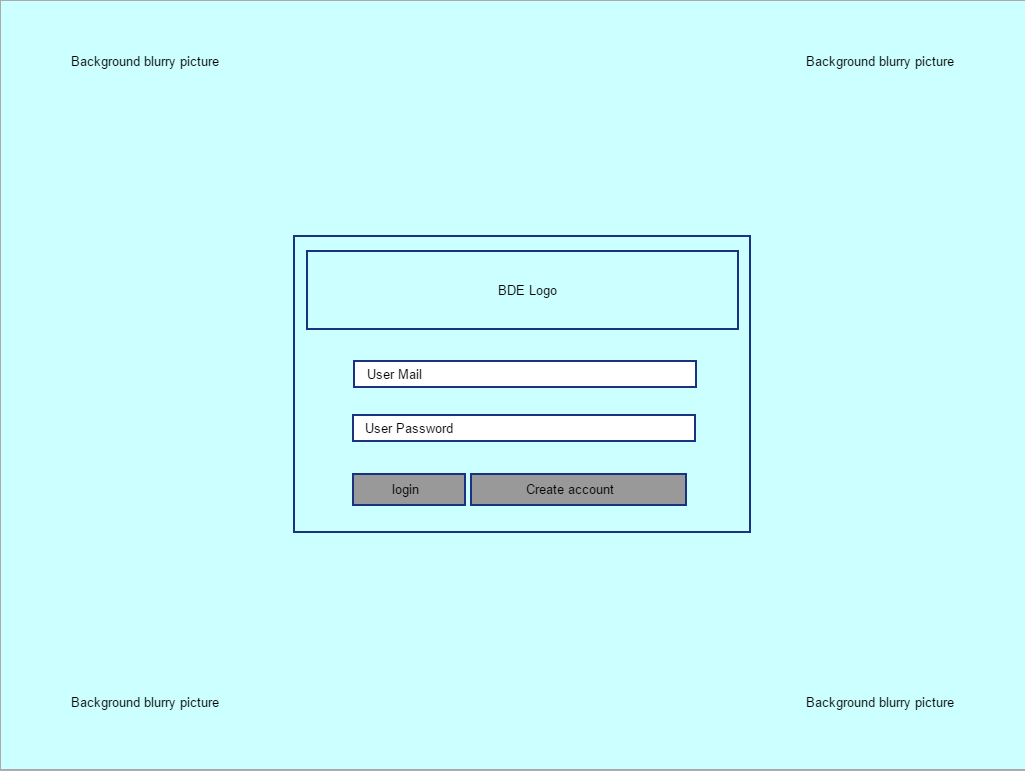 Background blurry picture
Background blurry picture
BDE Logo
User Mail
User Password
login
Create account
Background blurry picture
Background blurry picture